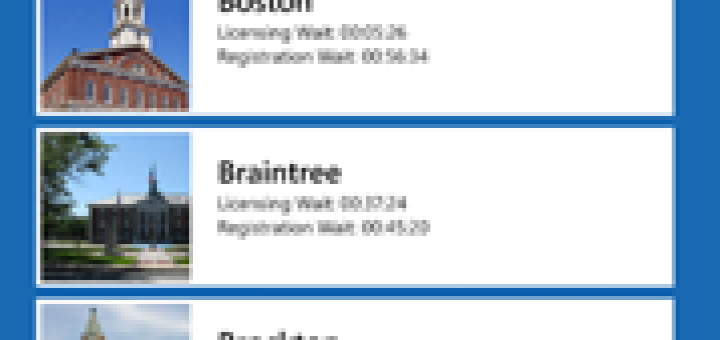 Boston
Licensing Wait: 00:05:26
Registration Wait: 00:56:34
Braintree
Licensing Wait: 00:37:24
Registration Wait: 00:45:20
Brockton